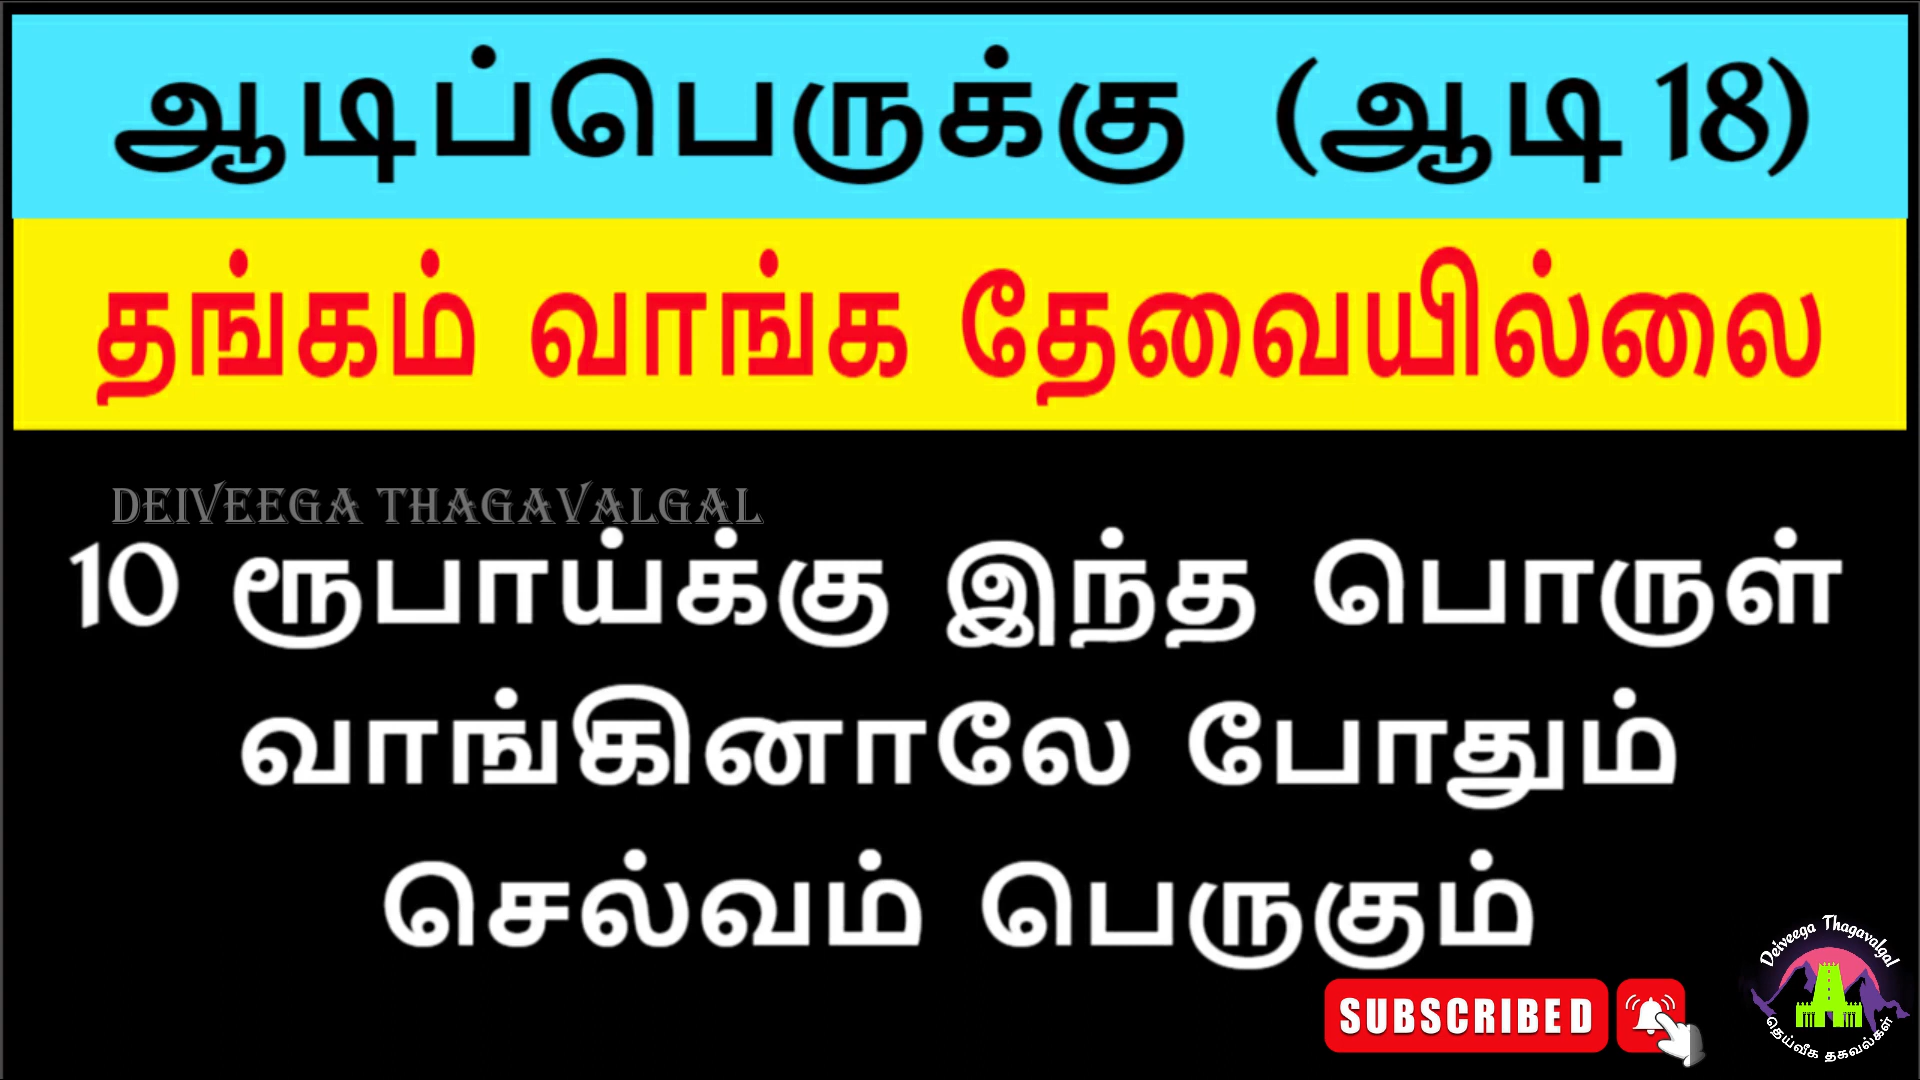 ஆடிப்பெருக்கு (ஆடி 18)
தங்கம் வாங்க தேவையில்லை
DEIVEEGA THAGAVALGAL
10 ரூபாய்க்கு இந்த பொருள்
வாங்கினாலே போதும்
செல்வம் பெருகும்
SUBSCRIBED
Deiveega Thagavalgal
தெய்வீக தகவல்கள்